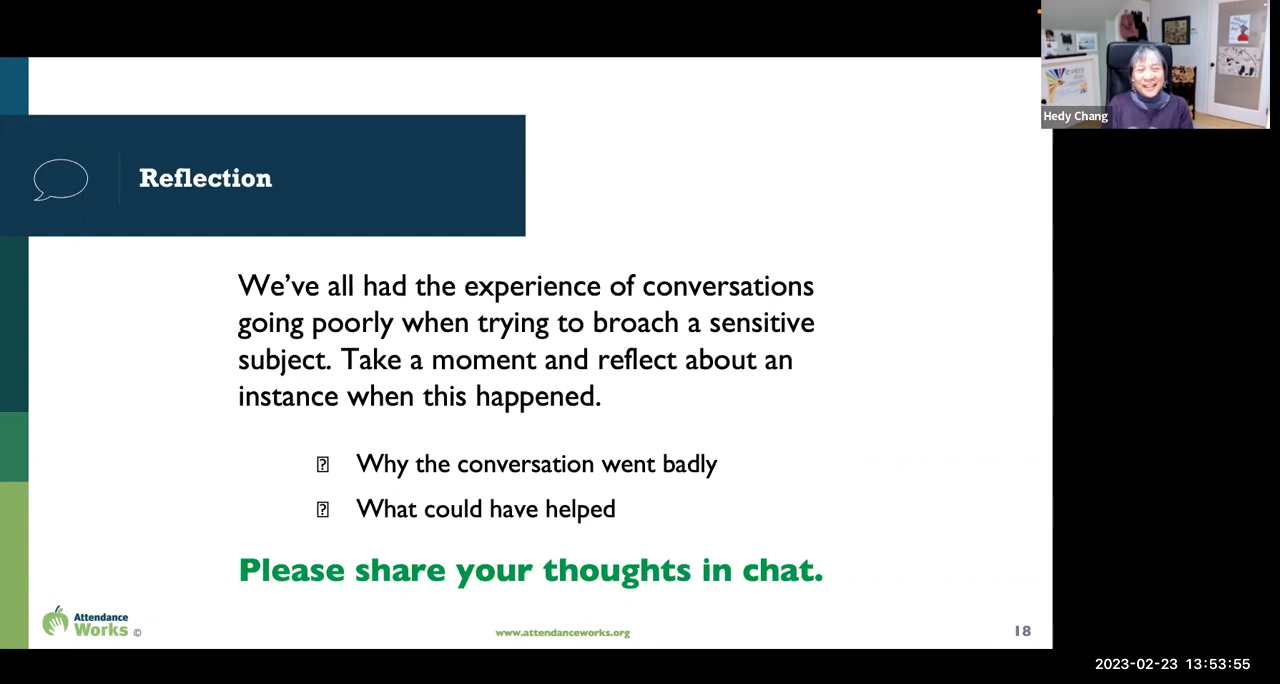 Hedy Chang
Reflection
We’ve all had the experience of conversations
going poorly when trying to broach a sensitive
subject. Take a moment and reflect about an
instance when this happened.
Why the conversation went badly
What could have helped
Please share your thoughts in chat.
Attendance
Works ©
www.attendanceworks.org
18
2023-02-23 13:53:55